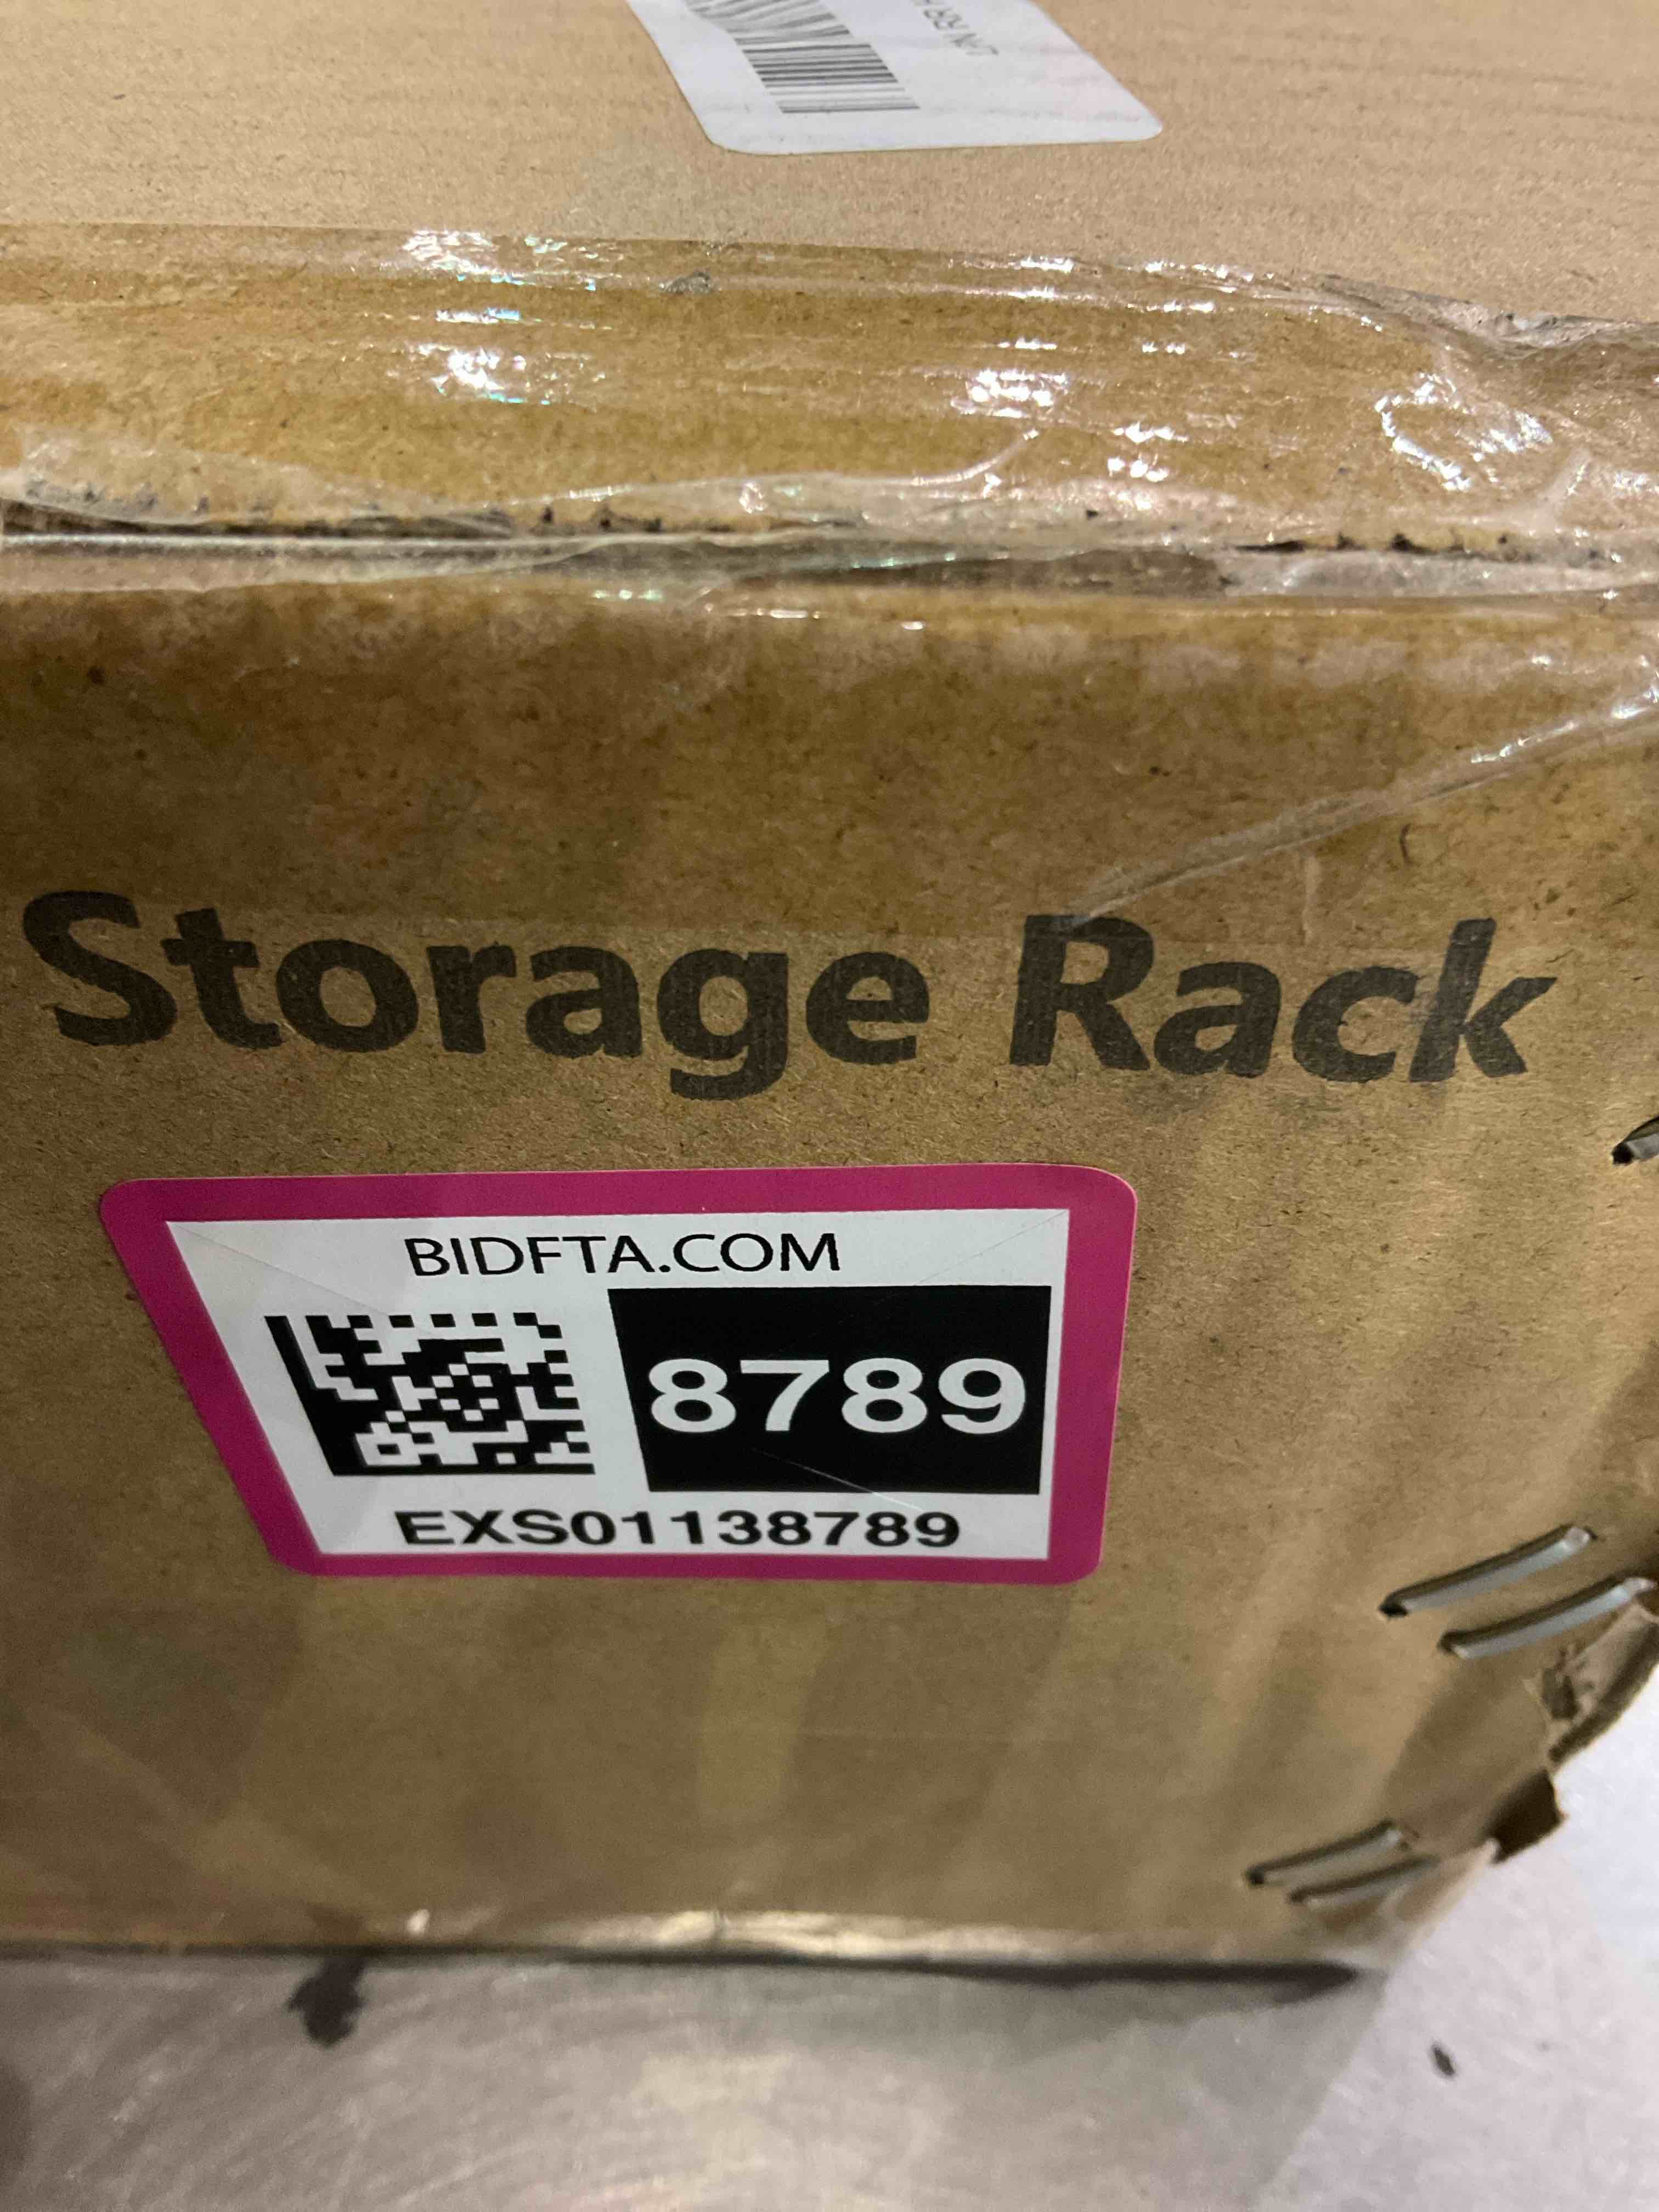 Storage Rack
BIDFTA.COM
8789
EXS01138789